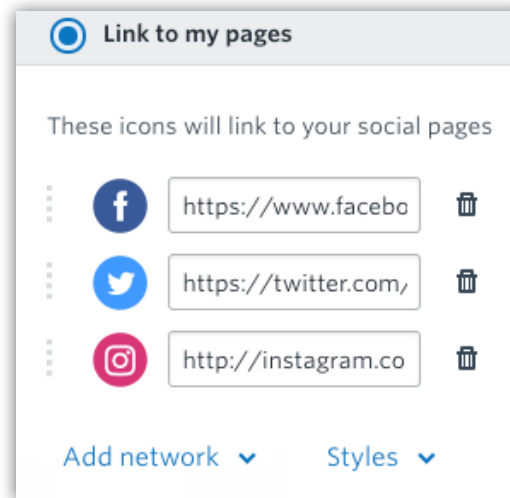 Link to my pages
These icons will link to your social pages
https://www.facebo
https://twitter.com/
http://instagram.co
Add network
Styles